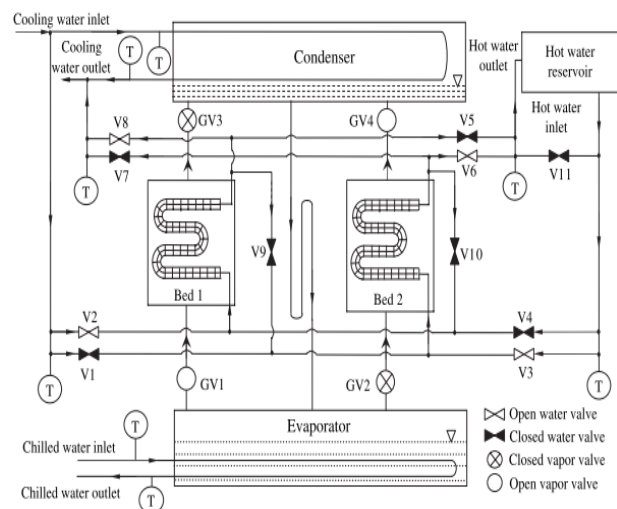 Cooling water inlet
Cooling
water outlet
T
T
Condenser
Hot water
outlet
Hot water
reservoir
Hot water
inlet
V8
GV3
GV4
V5
V7
V6
V11
T
T
V9
V10
Bed 1
Bed 2
V2
V4
V1
V3
T
GV1
GV2
T
Evaporator
Chilled water inlet
T
Chilled water outlet
T
Open water valve
Closed water valve
Closed vapor valve
Open vapor valve